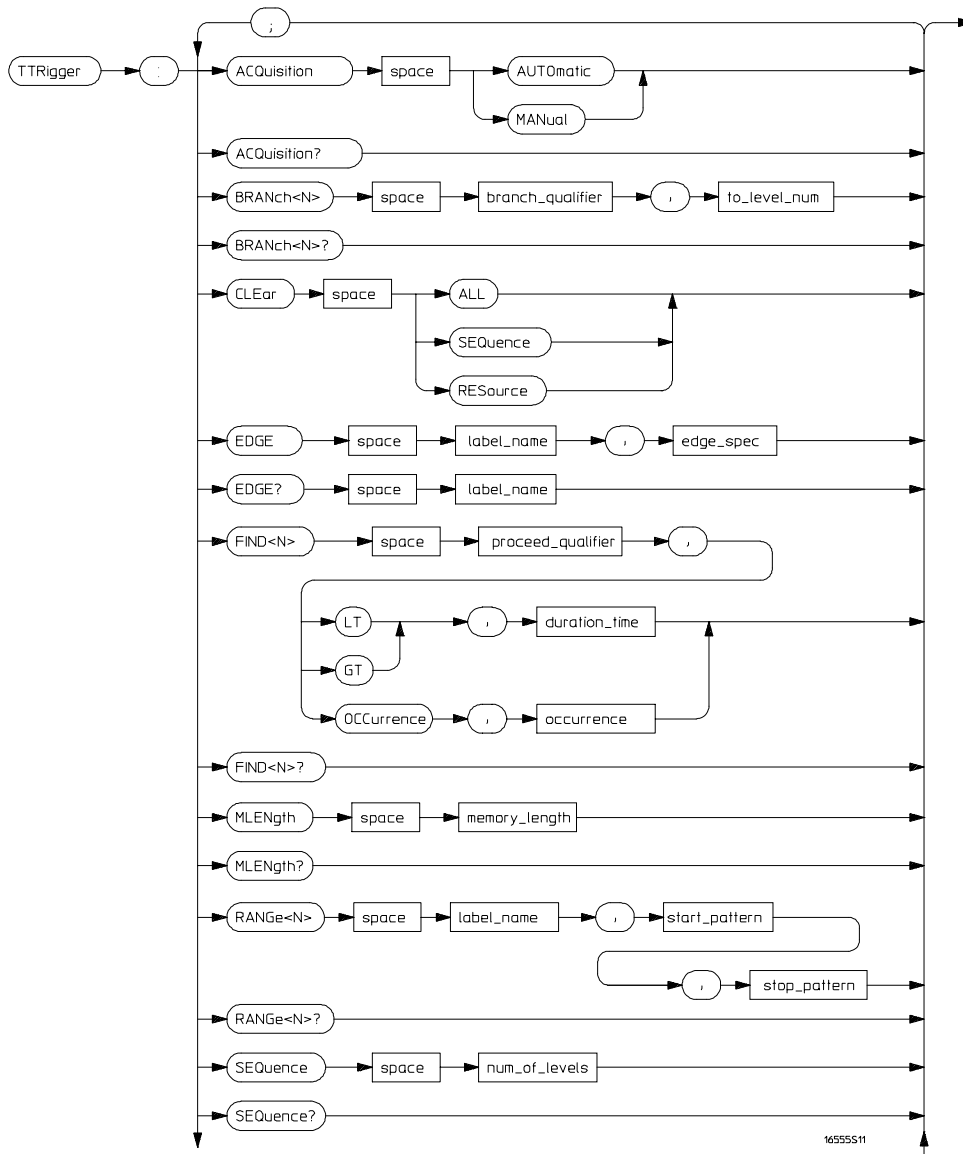 ;
TTRigger : ACQuisition space AUTOmatic
MANual
ACQuisition?
BRANch<N> space branch_qualifier , to_level_num
BRANch<N>?
CLEar space ALL
SEQuence
RESource
EDGE space label_name , edge_spec
EDGE? space label_name
FIND<N> space proceed_qualifier ,
LT , duration_time
GT
OCCurrence , occurrence
FIND<N>?
MLENgth space memory_length
MLENgth?
RANGe<N> space label_name , start_pattern
, stop_pattern
RANGe<N>?
SEQuence space num_of_levels
SEQuence?
16555S11